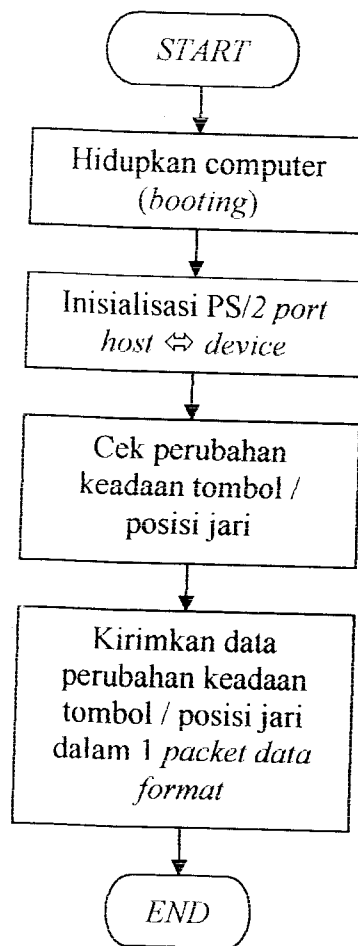 START
Hidupkan computer
(booting)
Inisialisasi PS/2 port
host ⇔ device
Cek perubahan
keadaan tombol /
posisi jari
Kirimkan data
perubahan keadaan
tombol / posisi jari
dalam 1 packet data
format
END